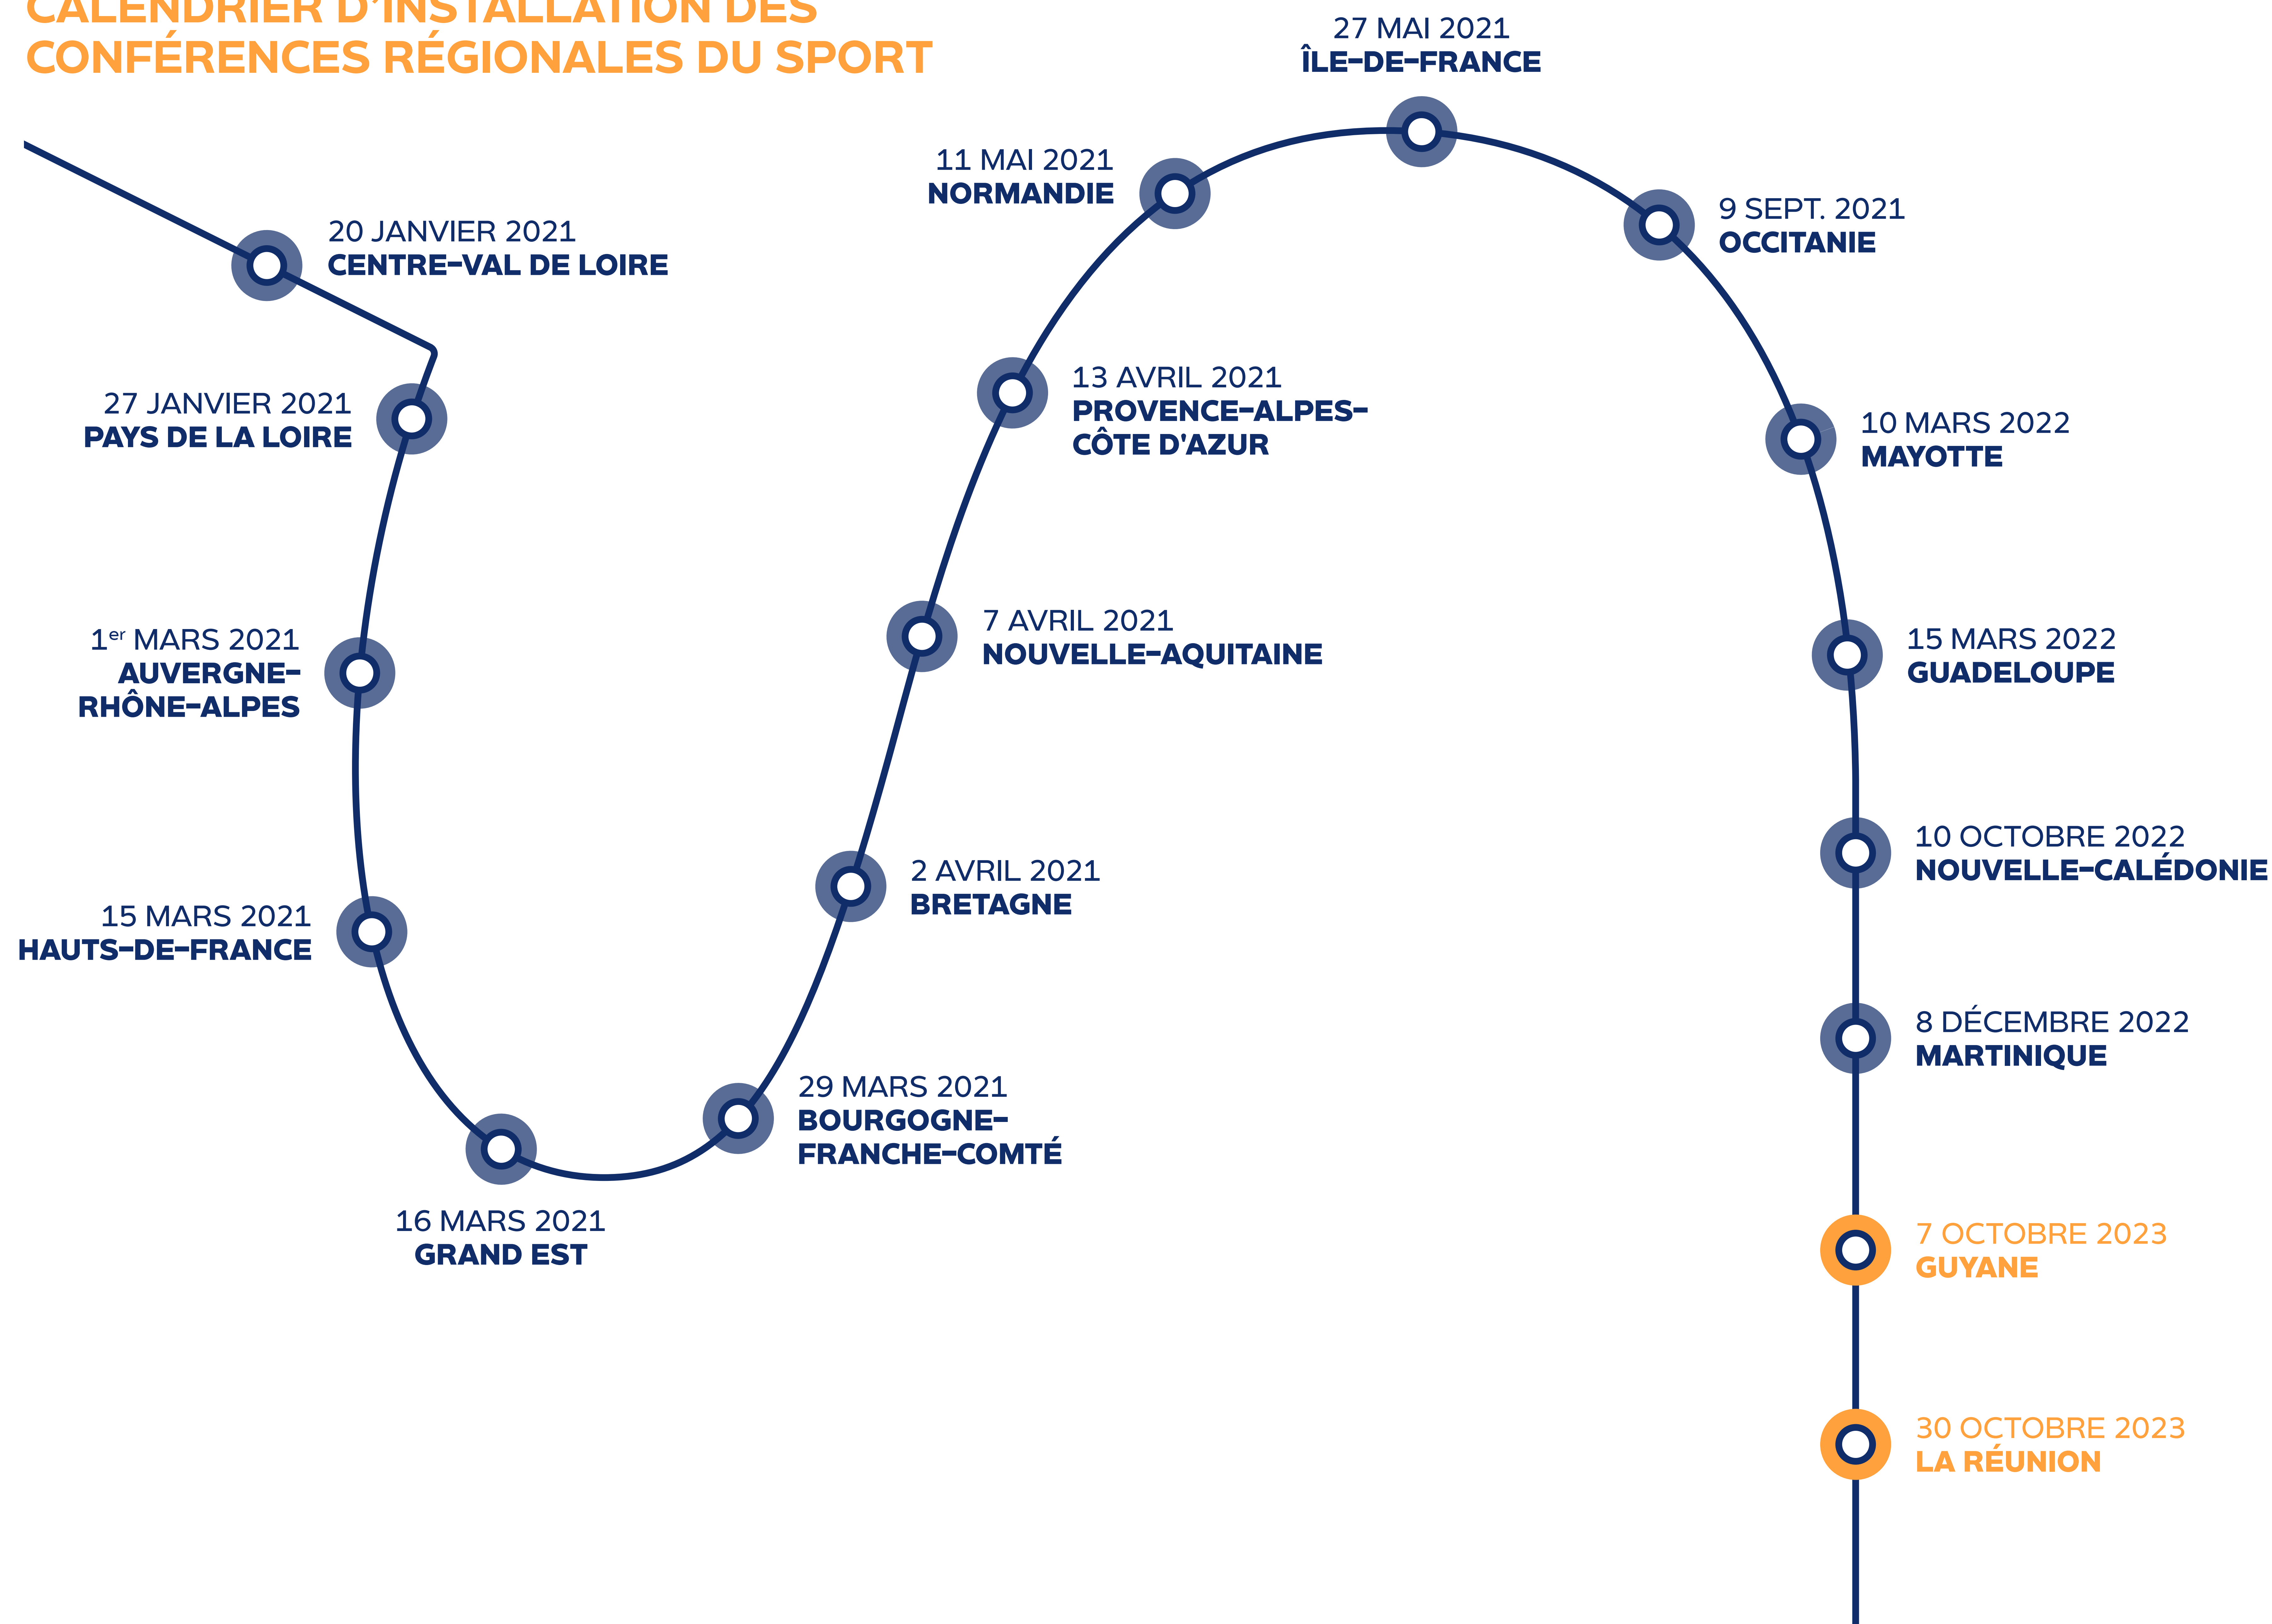 CALENDRIER D'INSTALLATION DES
CONFÉRENCES RÉGIONALES DU SPORT
20 JANVIER 2021
CENTRE-VAL DE LOIRE
27 JANVIER 2021
PAYS DE LA LOIRE
1er MARS 2021
AUVERGNE-
RHÔNE-ALPES
15 MARS 2021
HAUTS-DE-FRANCE
16 MARS 2021
GRAND EST
29 MARS 2021
BOURGOGNE-
FRANCHE-COMTÉ
2 AVRIL 2021
BRETAGNE
7 AVRIL 2021
NOUVELLE-AQUITAINE
13 AVRIL 2021
PROVENCE-ALPES-
CÔTE D'AZUR
11 MAI 2021
NORMANDIE
27 MAI 2021
ÎLE-DE-FRANCE
9 SEPT. 2021
OCCITANIE
10 MARS 2022
MAYOTTE
15 MARS 2022
GUADELOUPE
10 OCTOBRE 2022
NOUVELLE-CALÉDONIE
8 DÉCEMBRE 2022
MARTINIQUE
7 OCTOBRE 2023
GUYANE
30 OCTOBRE 2023
LA RÉUNION